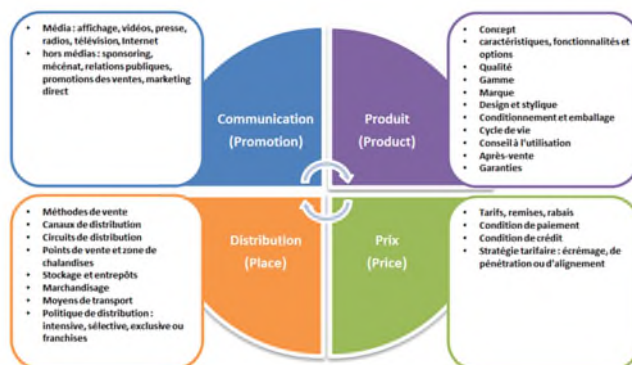 Média : affichage, vidéos, presse,
radios, télévision, Internet
hors médias : sponsoring,
mécénat, relations publiques,
promotions des ventes, marketing
direct
Communication
(Promotion)
Produit
(Product)
Concept
caractéristiques, fonctionnalités et
options
Qualité
Gamme
Marque
Design et stylique
Conditionnement et emballage
Cycle de vie
Conseil à l'utilisation
Après-vente
Garanties
Méthodes de vente
Canaux de distribution
Circuits de distribution
Points de vente et zone de
chalandises
Stockage et entrepôts
Marchandisage
Moyens de transport
Politique de distribution :
intensive, sélective, exclusive ou
franchises
Distribution
(Place)
Prix
(Price)
Tarifs, remises, rabais
Condition de paiement
Condition de crédit
Stratégie tarifaire : écrémage, de
pénétration ou d'alignement